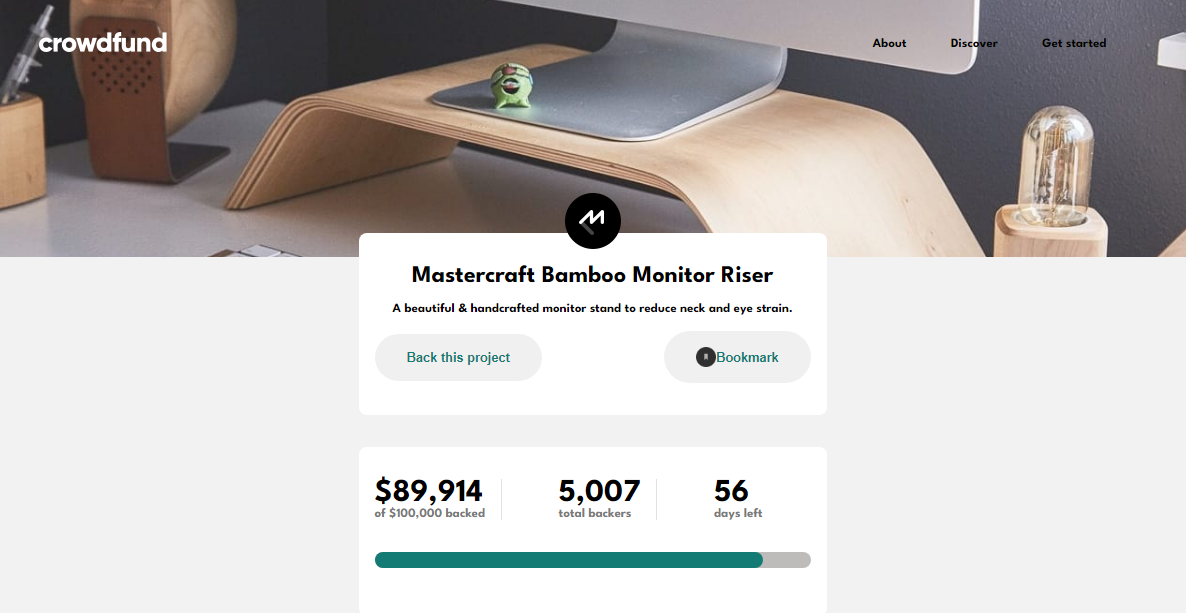 crowdfund
About Discover Get started
Mastercraft Bamboo Monitor Riser
A beautiful & handcrafted monitor stand to reduce neck and eye strain.
Back this project Bookmark
$89,914 5,007 56
of $100,000 backed total backers days left